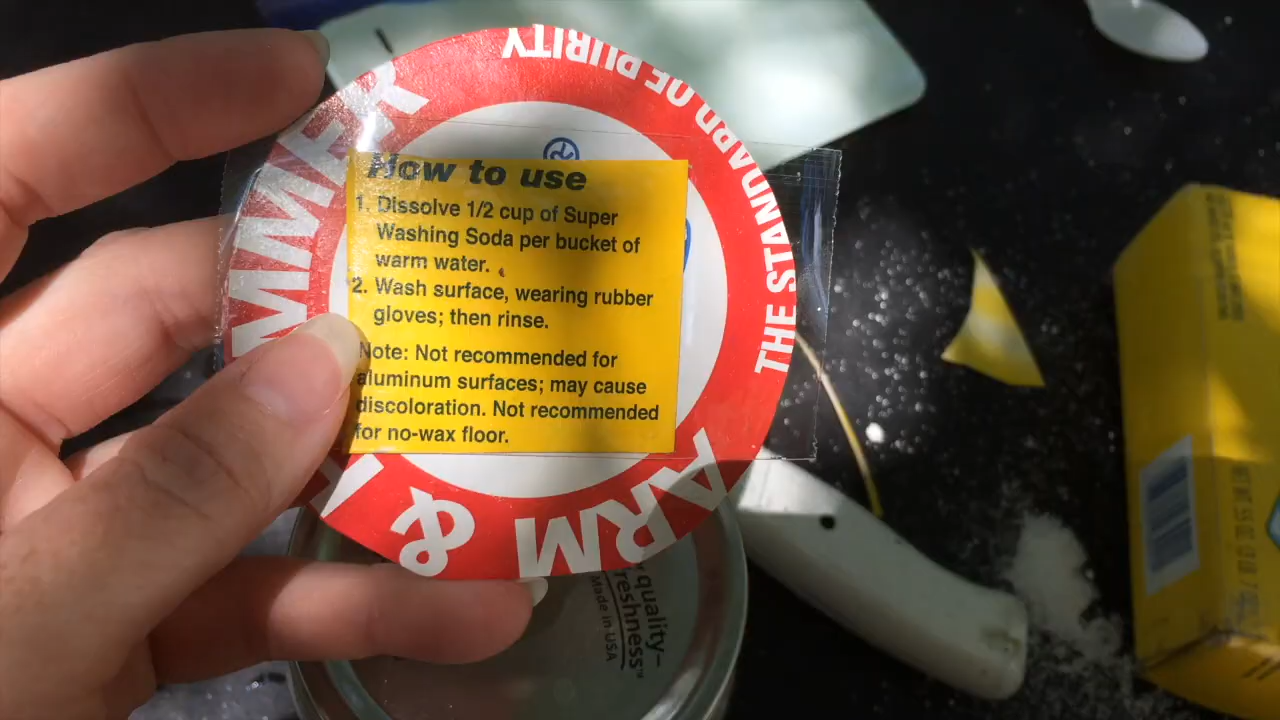 THE STANDARD OF PURITY
ARM &
How to use
1. Dissolve 1/2 cup of Super
Washing Soda per bucket of
warm water.
2. Wash surface, wearing rubber
gloves; then rinse.
Note: Not recommended for
aluminum surfaces; may cause
discoloration. Not recommended
for no-wax floor.
quality–
freshness™
Made in USA